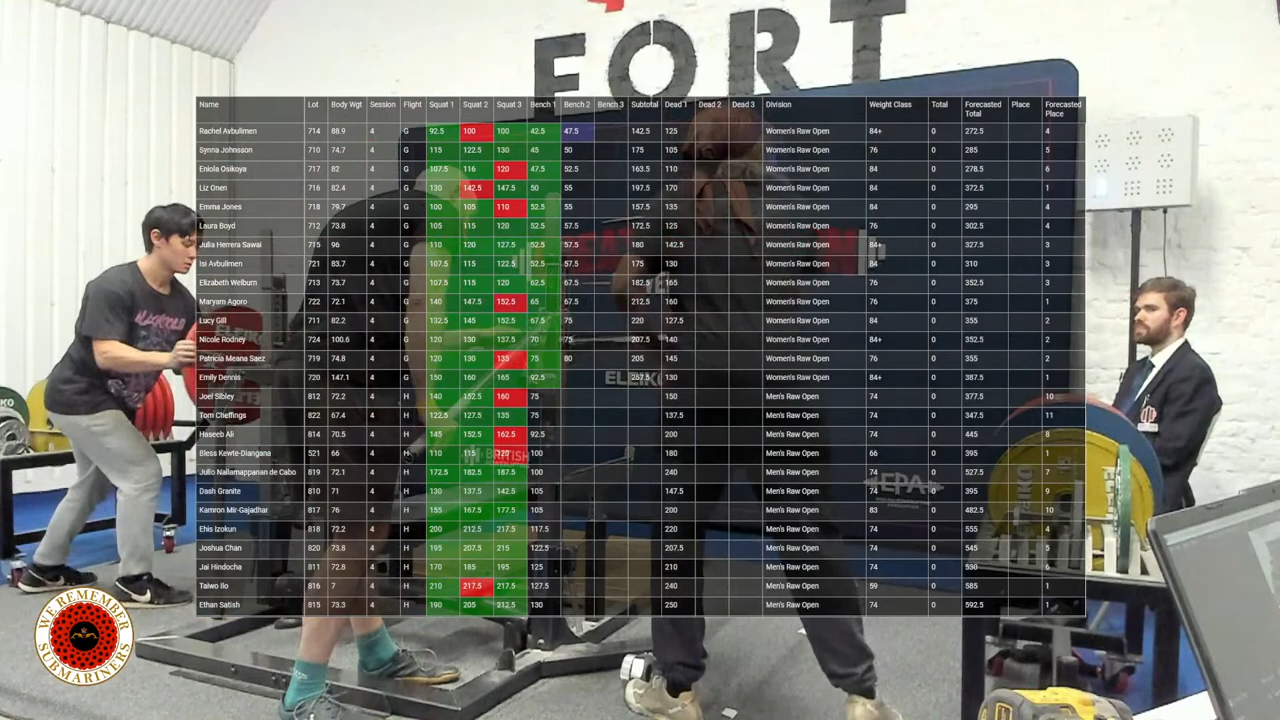 FORT
Name Lot Body Wgt Session Flight Squat 1 Squat 2 Squat 3 Bench 1 Bench 2 Bench 3 Subtotal Dead 1 Dead 2 Dead 3 Division Weight Class Total Forecasted Total Place Forecasted Place
Rachel Avbulimen 714 88.9 4 G 92.5 100 100 42.5 47.5 142.5 125 Women's Raw Open 84+ 0 272.5 4
Synna Johnsson 710 74.7 4 G 115 122.5 130 45 50 175 105 Women's Raw Open 76 0 285 5
Eniola Osikoya 717 82 4 G 107.5 116 120 47.5 52.5 163.5 110 Women's Raw Open 84 0 278.5 6
Liz Onen 716 82.4 4 G 130 142.5 147.5 50 55 197.5 170 Women's Raw Open 84 0 372.5 1
Emma Jones 718 79.7 4 G 100 105 110 52.5 55 157.5 135 Women's Raw Open 84 0 295 4
Laura Boyd 712 73.8 4 G 105 115 120 52.5 57.5 172.5 125 Women's Raw Open 76 0 302.5 4
Julia Herrera Sawai 715 96 4 G 110 120 127.5 52.5 57.5 180 142.5 Women's Raw Open 84+ 0 327.5 3
Isi Avbulimen 721 83.7 4 G 107.5 115 122.5 52.5 57.5 175 130 Women's Raw Open 84 0 310 3
Elizabeth Welburn 713 73.7 4 G 107.5 115 120 62.5 67.5 182.5 165 Women's Raw Open 76 0 352.5 3
Maryam Agoro 722 72.1 4 G 140 147.5 152.5 65 67.5 212.5 160 Women's Raw Open 76 0 375 1
Lucy Gill 711 82.2 4 G 132.5 145 152.5 67.5 75 220 127.5 Women's Raw Open 84 0 355 2
Nicole Rodney 724 100.6 4 G 120 130 137.5 70 75 207.5 140 Women's Raw Open 84+ 0 352.5 2
Patricia Meana Saez 719 74.8 4 G 120 130 135 75 80 205 145 Women's Raw Open 76 0 355 2
Emily Dennis 720 147.1 4 G 150 160 165 92.5 257.5 130 Women's Raw Open 84+ 0 387.5 1
Joel Sibley 812 72.2 4 H 140 152.5 160 75 150 Men's Raw Open 74 0 377.5 10
Tom Cheffings 822 67.4 4 H 122.5 127.5 135 75 137.5 Men's Raw Open 74 0 347.5 11
Haseeb Ali 814 70.5 4 H 145 152.5 162.5 92.5 200 Men's Raw Open 74 0 445 8
Bless Kewte-Diangana 521 66 4 H 110 115 120 100 180 Men's Raw Open 66 0 395 1
Julio Nallamappanan de Cabo 819 72.1 4 H 172.5 182.5 187.5 100 240 Men's Raw Open 74 0 527.5 7
Dash Granite 810 71 4 H 130 137.5 142.5 105 147.5 Men's Raw Open 74 0 395 9
Kamron Mir-Gajadhar 817 76 4 H 155 167.5 177.5 105 200 Men's Raw Open 83 0 482.5 10
Ehis Izokun 818 72.2 4 H 200 212.5 217.5 117.5 220 Men's Raw Open 74 0 555 4
Joshua Chan 820 73.8 4 H 195 207.5 215 122.5 207.5 Men's Raw Open 74 0 545 5
Jai Hindocha 811 72.8 4 H 170 185 195 125 210 Men's Raw Open 74 0 530 6
Taiwo Ilo 816 7 4 H 210 217.5 217.5 127.5 240 Men's Raw Open 59 0 585 1
Ethan Satish 815 73.3 4 H 190 205 212.5 130 250 Men's Raw Open 74 0 592.5 1
ELEIKO
BRITISH
EPA
WE REMEMBER SUBMARINERS